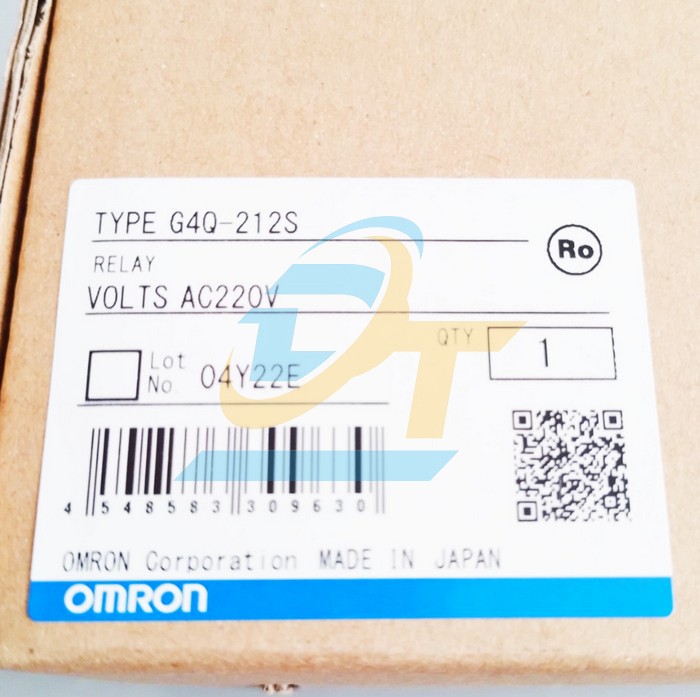 TYPE G4Q-212S
Ro
RELAY
VOLTS AC220V
QTY 1
Lot No. 04Y22E
DT
4 548583 309630
OMRON Corporation MADE IN JAPAN
OMRON